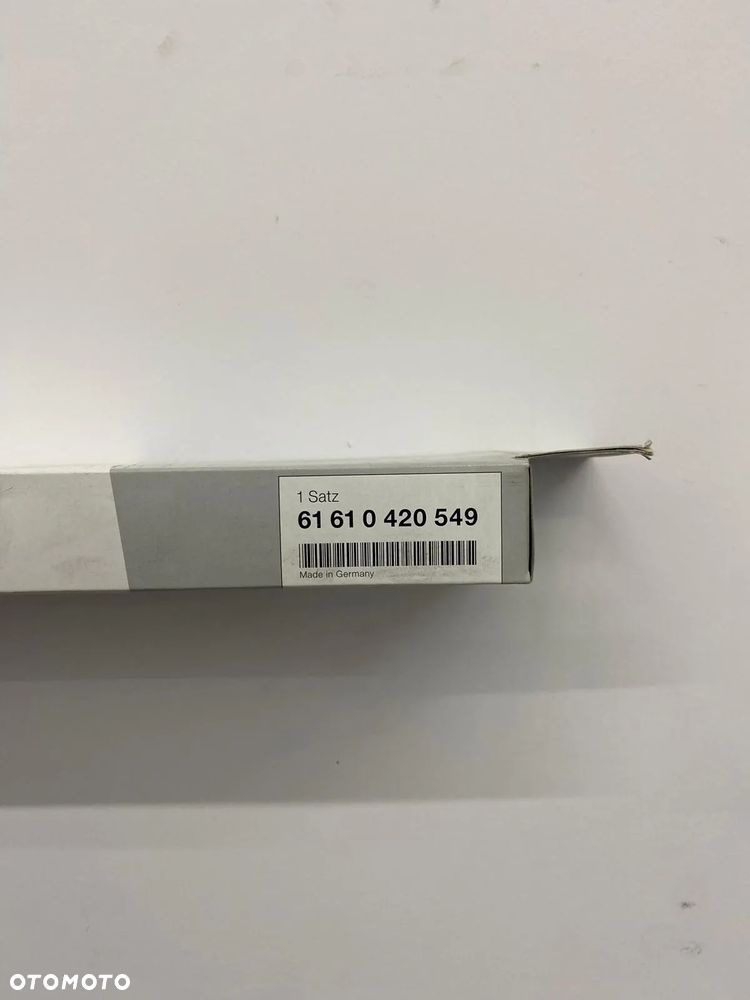 1 Satz
61 61 0 420 549
Made in Germany
OTOMOTO